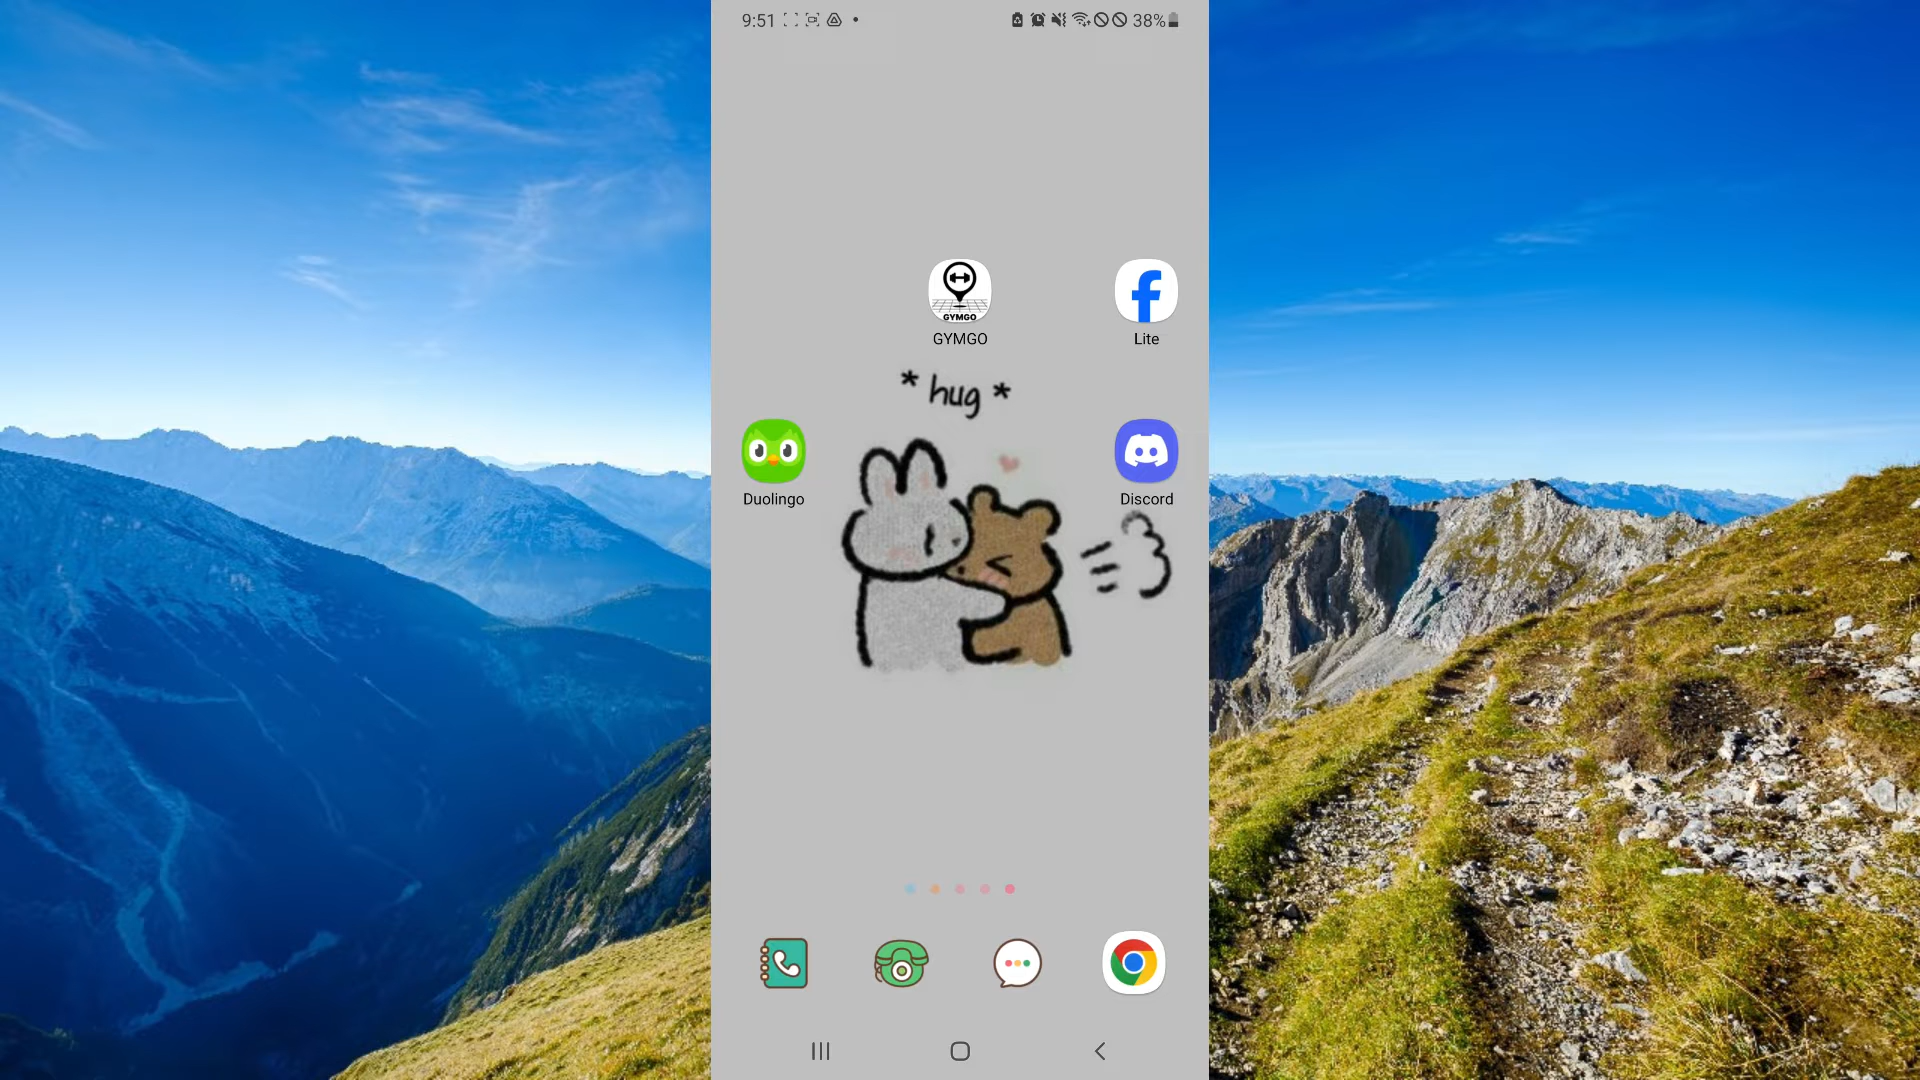 9:51
38%
GYMGO
GYMGO
Lite
* hug *
Duolingo
Discord